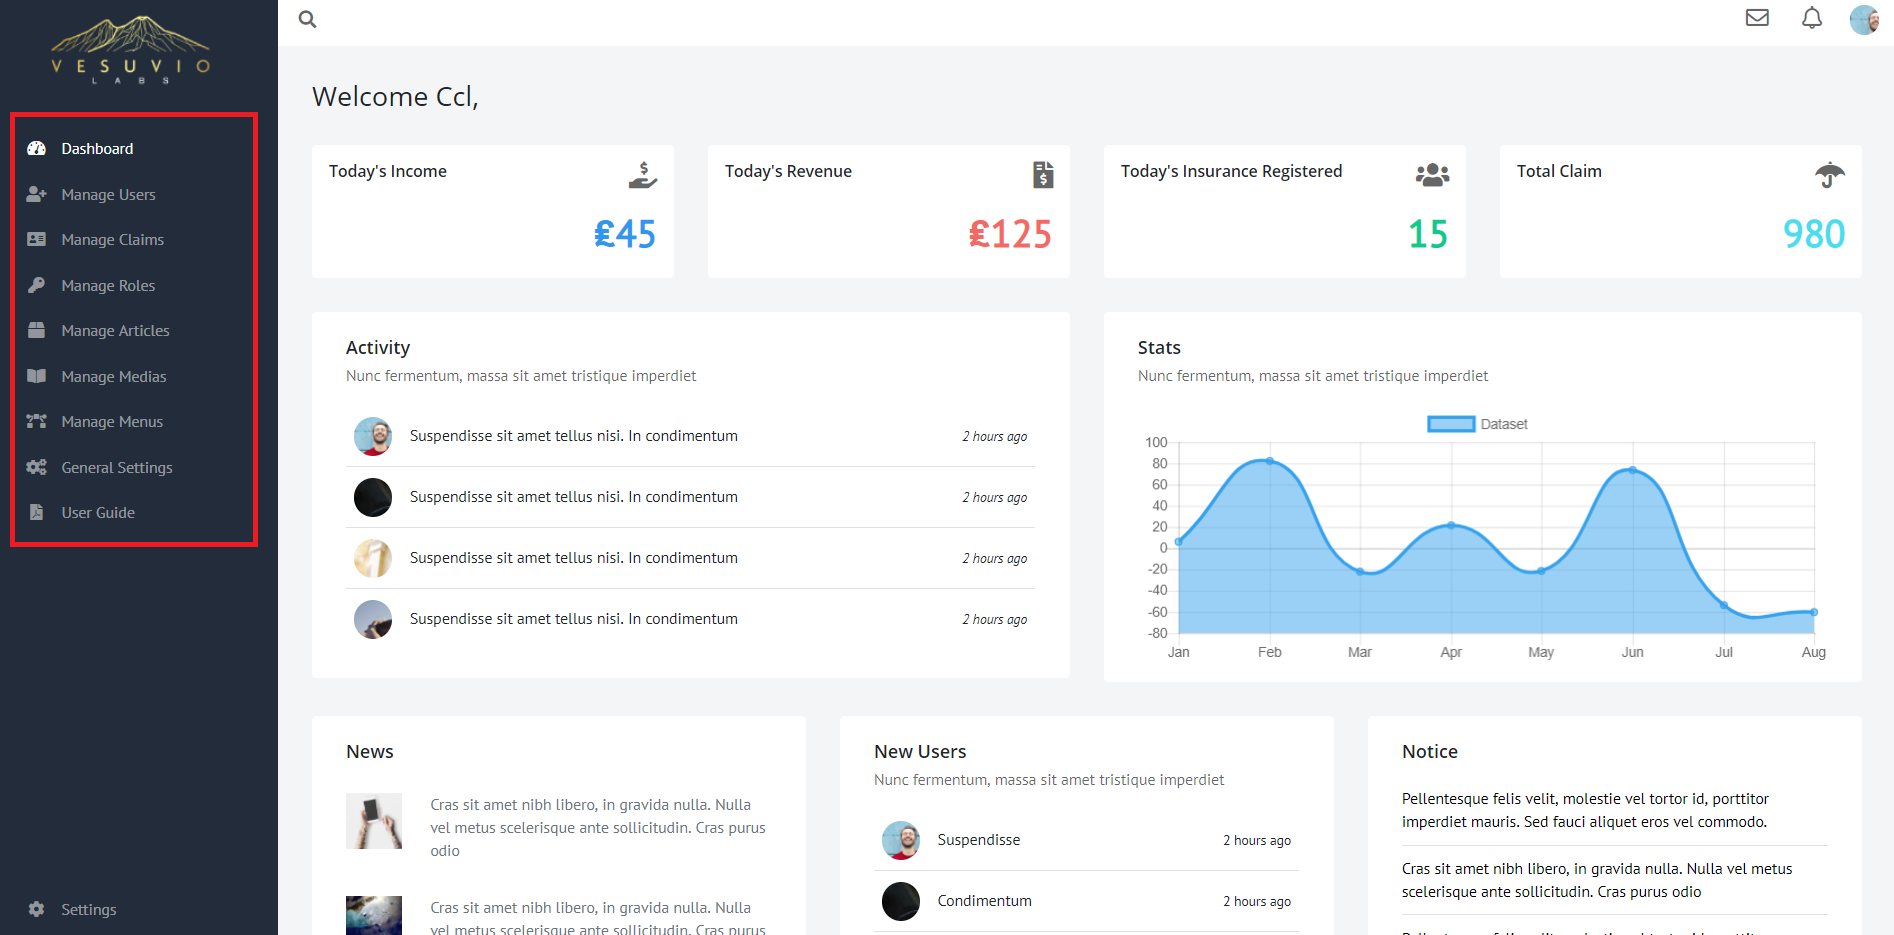 VESUVIO
LABS
Dashboard
Manage Users
Manage Claims
Manage Roles
Manage Articles
Manage Medias
Manage Menus
General Settings
User Guide
Settings
Welcome Ccl,
Today's Income
₤45
Today's Revenue
₤125
Today's Insurance Registered
15
Total Claim
980
Activity
Nunc fermentum, massa sit amet tristique imperdiet
Suspendisse sit amet tellus nisi. In condimentum 2 hours ago
Suspendisse sit amet tellus nisi. In condimentum 2 hours ago
Suspendisse sit amet tellus nisi. In condimentum 2 hours ago
Suspendisse sit amet tellus nisi. In condimentum 2 hours ago
Stats
Nunc fermentum, massa sit amet tristique imperdiet
Dataset
100
80
60
40
20
0
-20
-40
-60
-80
Jan Feb Mar Apr May Jun Jul Aug
News
Cras sit amet nibh libero, in gravida nulla. Nulla
vel metus scelerisque ante sollicitudin. Cras purus
odio
Cras sit amet nibh libero, in gravida nulla. Nulla
vel metus scelerisque ante sollicitudin. Cras purus
New Users
Nunc fermentum, massa sit amet tristique imperdiet
Suspendisse 2 hours ago
Condimentum 2 hours ago
Notice
Pellentesque felis velit, molestie vel tortor id, porttitor
imperdiet mauris. Sed fauci aliquet eros vel commodo.
Cras sit amet nibh libero, in gravida nulla. Nulla vel metus
scelerisque ante sollicitudin. Cras purus odio